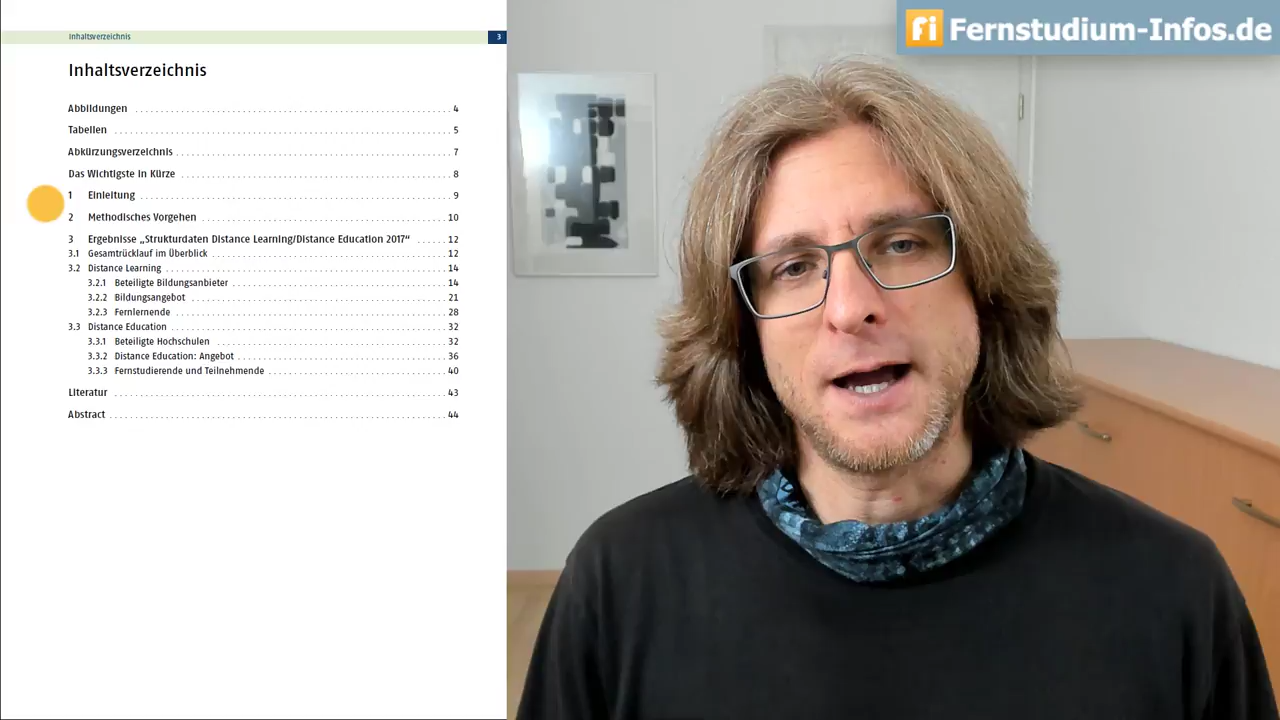 Inhaltsverzeichnis 3
Inhaltsverzeichnis
Abbildungen 4
Tabellen 5
Abkürzungsverzeichnis 7
Das Wichtigste in Kürze 8
1 Einleitung 9
2 Methodisches Vorgehen 10
3 Ergebnisse „Strukturdaten Distance Learning/Distance Education 2017“ 12
3.1 Gesamtrücklauf im Überblick 12
3.2 Distance Learning 14
3.2.1 Beteiligte Bildungsanbieter 14
3.2.2 Bildungsangebot 21
3.2.3 Fernlernende 28
3.3 Distance Education 32
3.3.1 Beteiligte Hochschulen 32
3.3.2 Distance Education: Angebot 36
3.3.3 Fernstudierende und Teilnehmende 40
Literatur 43
Abstract 44
fi Fernstudium-Infos.de